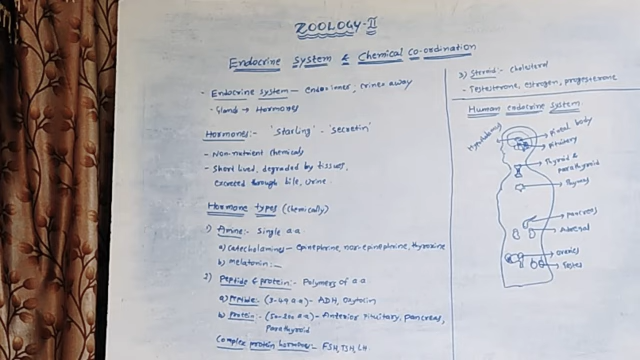 ZOOLOGY-II
Endocrine System & Chemical co-ordination
- Endocrine system - endo: inner, crine: away
- Glands → Hormones
Hormones:- 'Starling' - 'secretin'
- Non-nutrient chemicals
- Short lived, degraded by tissues,
excreted through bile, urine.
Hormone types (chemically)
1) Amine:- Single a.a
a) Catecholamines - Epinephrine, nor-epinephrine, thyroxine
b) melatonin:-
2) Peptide & protein:- Polymers of a.a
a) Peptide:- (3-49 a.a) - ADH, Oxytocin
b) Protein:- (50-200 a.a) - Anterior Pituitary, pancreas,
Parathyroid
Complex protein hormones:- FSH, TSH, LH.
3) Steroid:- cholesterol
- Testosterone, estrogen, progesterone
Human endocrine system
Hypothalamus
Pineal body
Pituitary
Thyroid &
parathyroid
Thymus
pancreas
Adrenal
ovaries
Testes